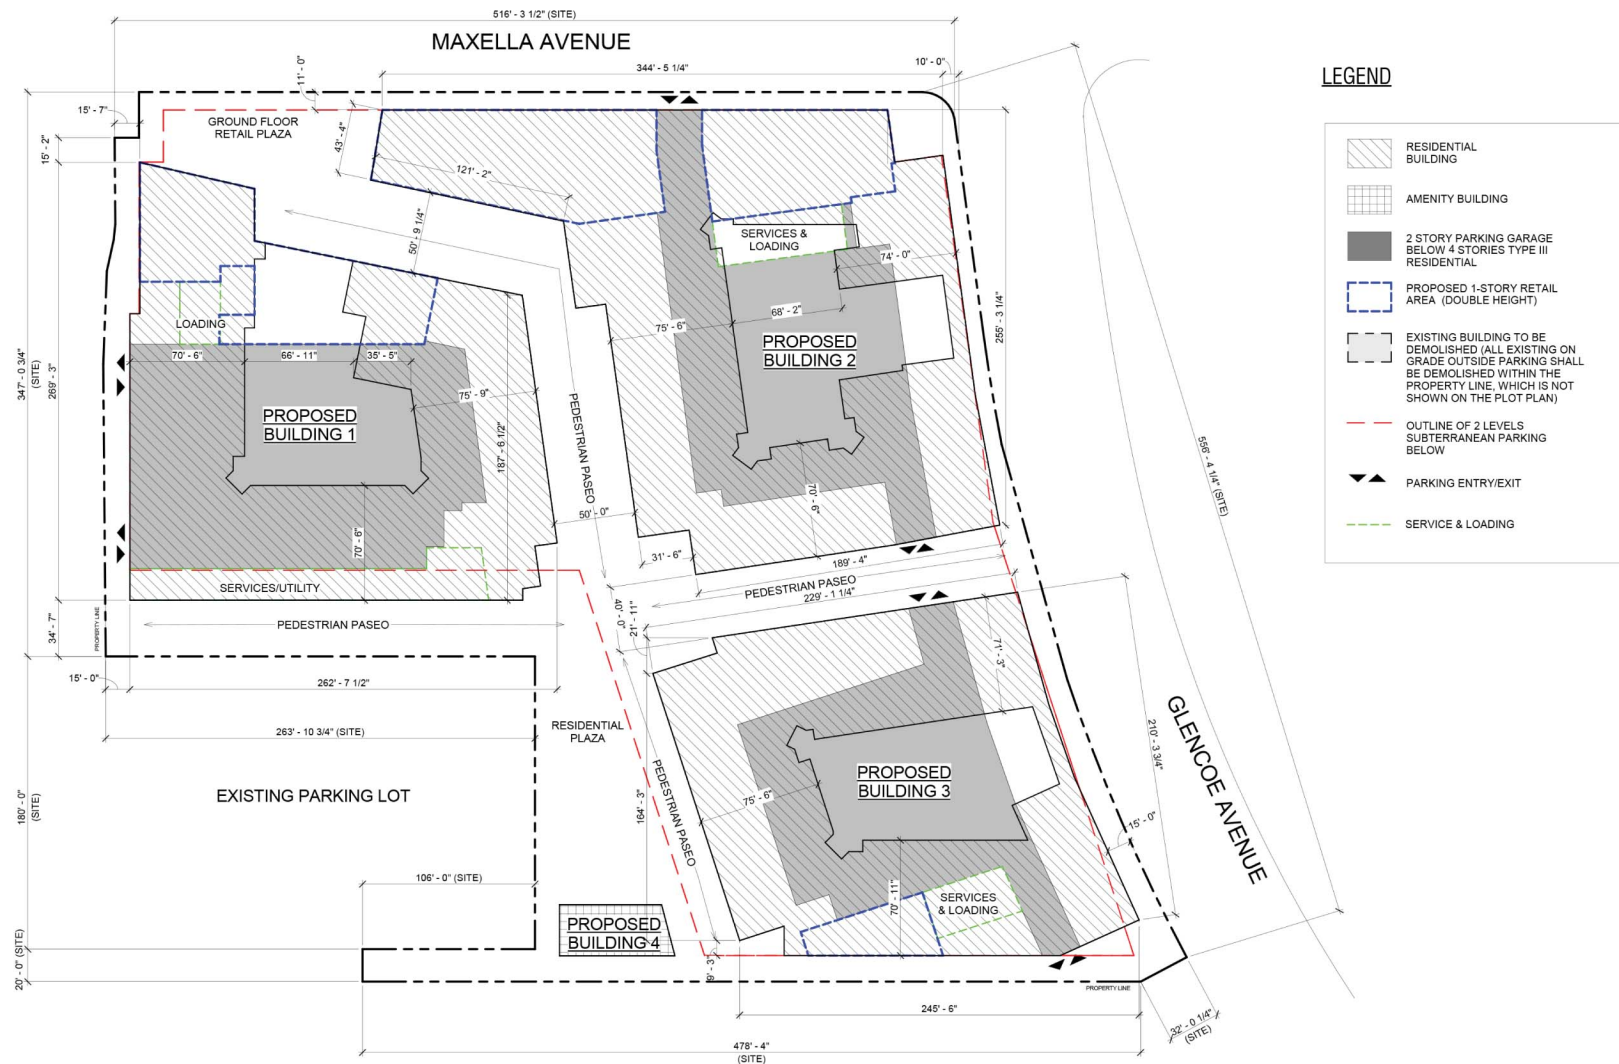 516' - 3 1/2" (SITE)
MAXELLA AVENUE
344' - 5 1/4"
10' - 0"
11' - 0"
15' - 7"
15' - 2"
GROUND FLOOR
RETAIL PLAZA
43' - 4"
121' - 2"
50' - 9 1/4"
SERVICES &
LOADING
74' - 0"
68' - 2"
75' - 6"
PROPOSED
BUILDING 2
255' - 3 1/4"
347' - 0 3/4"
(SITE)
269' - 3"
LOADING
70' - 6"
66' - 11"
35' - 5"
75' - 9"
PROPOSED
BUILDING 1
187' - 6 1/2"
70' - 6"
PEDESTRIAN PASEO
50' - 0"
70' - 9"
31' - 6"
189' - 4"
PEDESTRIAN PASEO
229' - 1 1/4"
556' - 4 1/4" (SITE)
SERVICES/UTILITY
PEDESTRIAN PASEO
34' - 7"
PROPERTY LINE
15' - 0"
262' - 7 1/2"
263' - 10 3/4" (SITE)
40' - 0"
21' - 11"
71' - 3"
RESIDENTIAL
PLAZA
PEDESTRIAN PASEO
164' - 3"
75' - 6"
PROPOSED
BUILDING 3
210' - 3 3/4"
GLENCOE AVENUE
15' - 0"
EXISTING PARKING LOT
180' - 0"
(SITE)
106' - 0" (SITE)
70' - 11"
SERVICES
& LOADING
PROPOSED
BUILDING 4
9' - 3"
20' - 0" (SITE)
PROPERTY LINE
245' - 6"
32' - 0 1/4"
(SITE)
478' - 4"
(SITE)
LEGEND
RESIDENTIAL
BUILDING
AMENITY BUILDING
2 STORY PARKING GARAGE
BELOW 4 STORIES TYPE III
RESIDENTIAL
PROPOSED 1-STORY RETAIL
AREA (DOUBLE HEIGHT)
EXISTING BUILDING TO BE
DEMOLISHED (ALL EXISTING ON
GRADE OUTSIDE PARKING SHALL
BE DEMOLISHED WITHIN THE
PROPERTY LINE, WHICH IS NOT
SHOWN ON THE PLOT PLAN)
OUTLINE OF 2 LEVELS
SUBTERRANEAN PARKING
BELOW
PARKING ENTRY/EXIT
SERVICE & LOADING